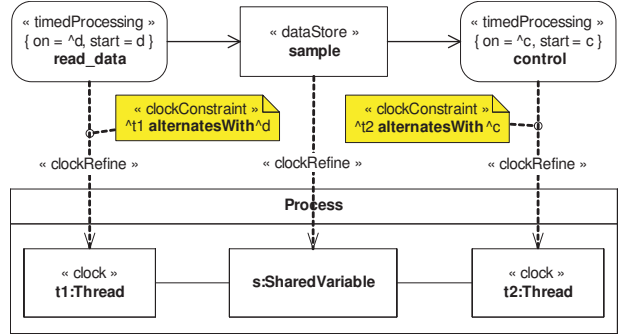 « timedProcessing »
{ on = ^d, start = d }
read_data
« dataStore »
sample
« timedProcessing »
{ on = ^c, start = c }
control
« clockConstraint »
^t1 alternatesWith ^d
« clockConstraint »
^t2 alternatesWith ^c
« clockRefine »
« clockRefine »
« clockRefine »
Process
« clock »
t1:Thread
s:SharedVariable
« clock »
t2:Thread